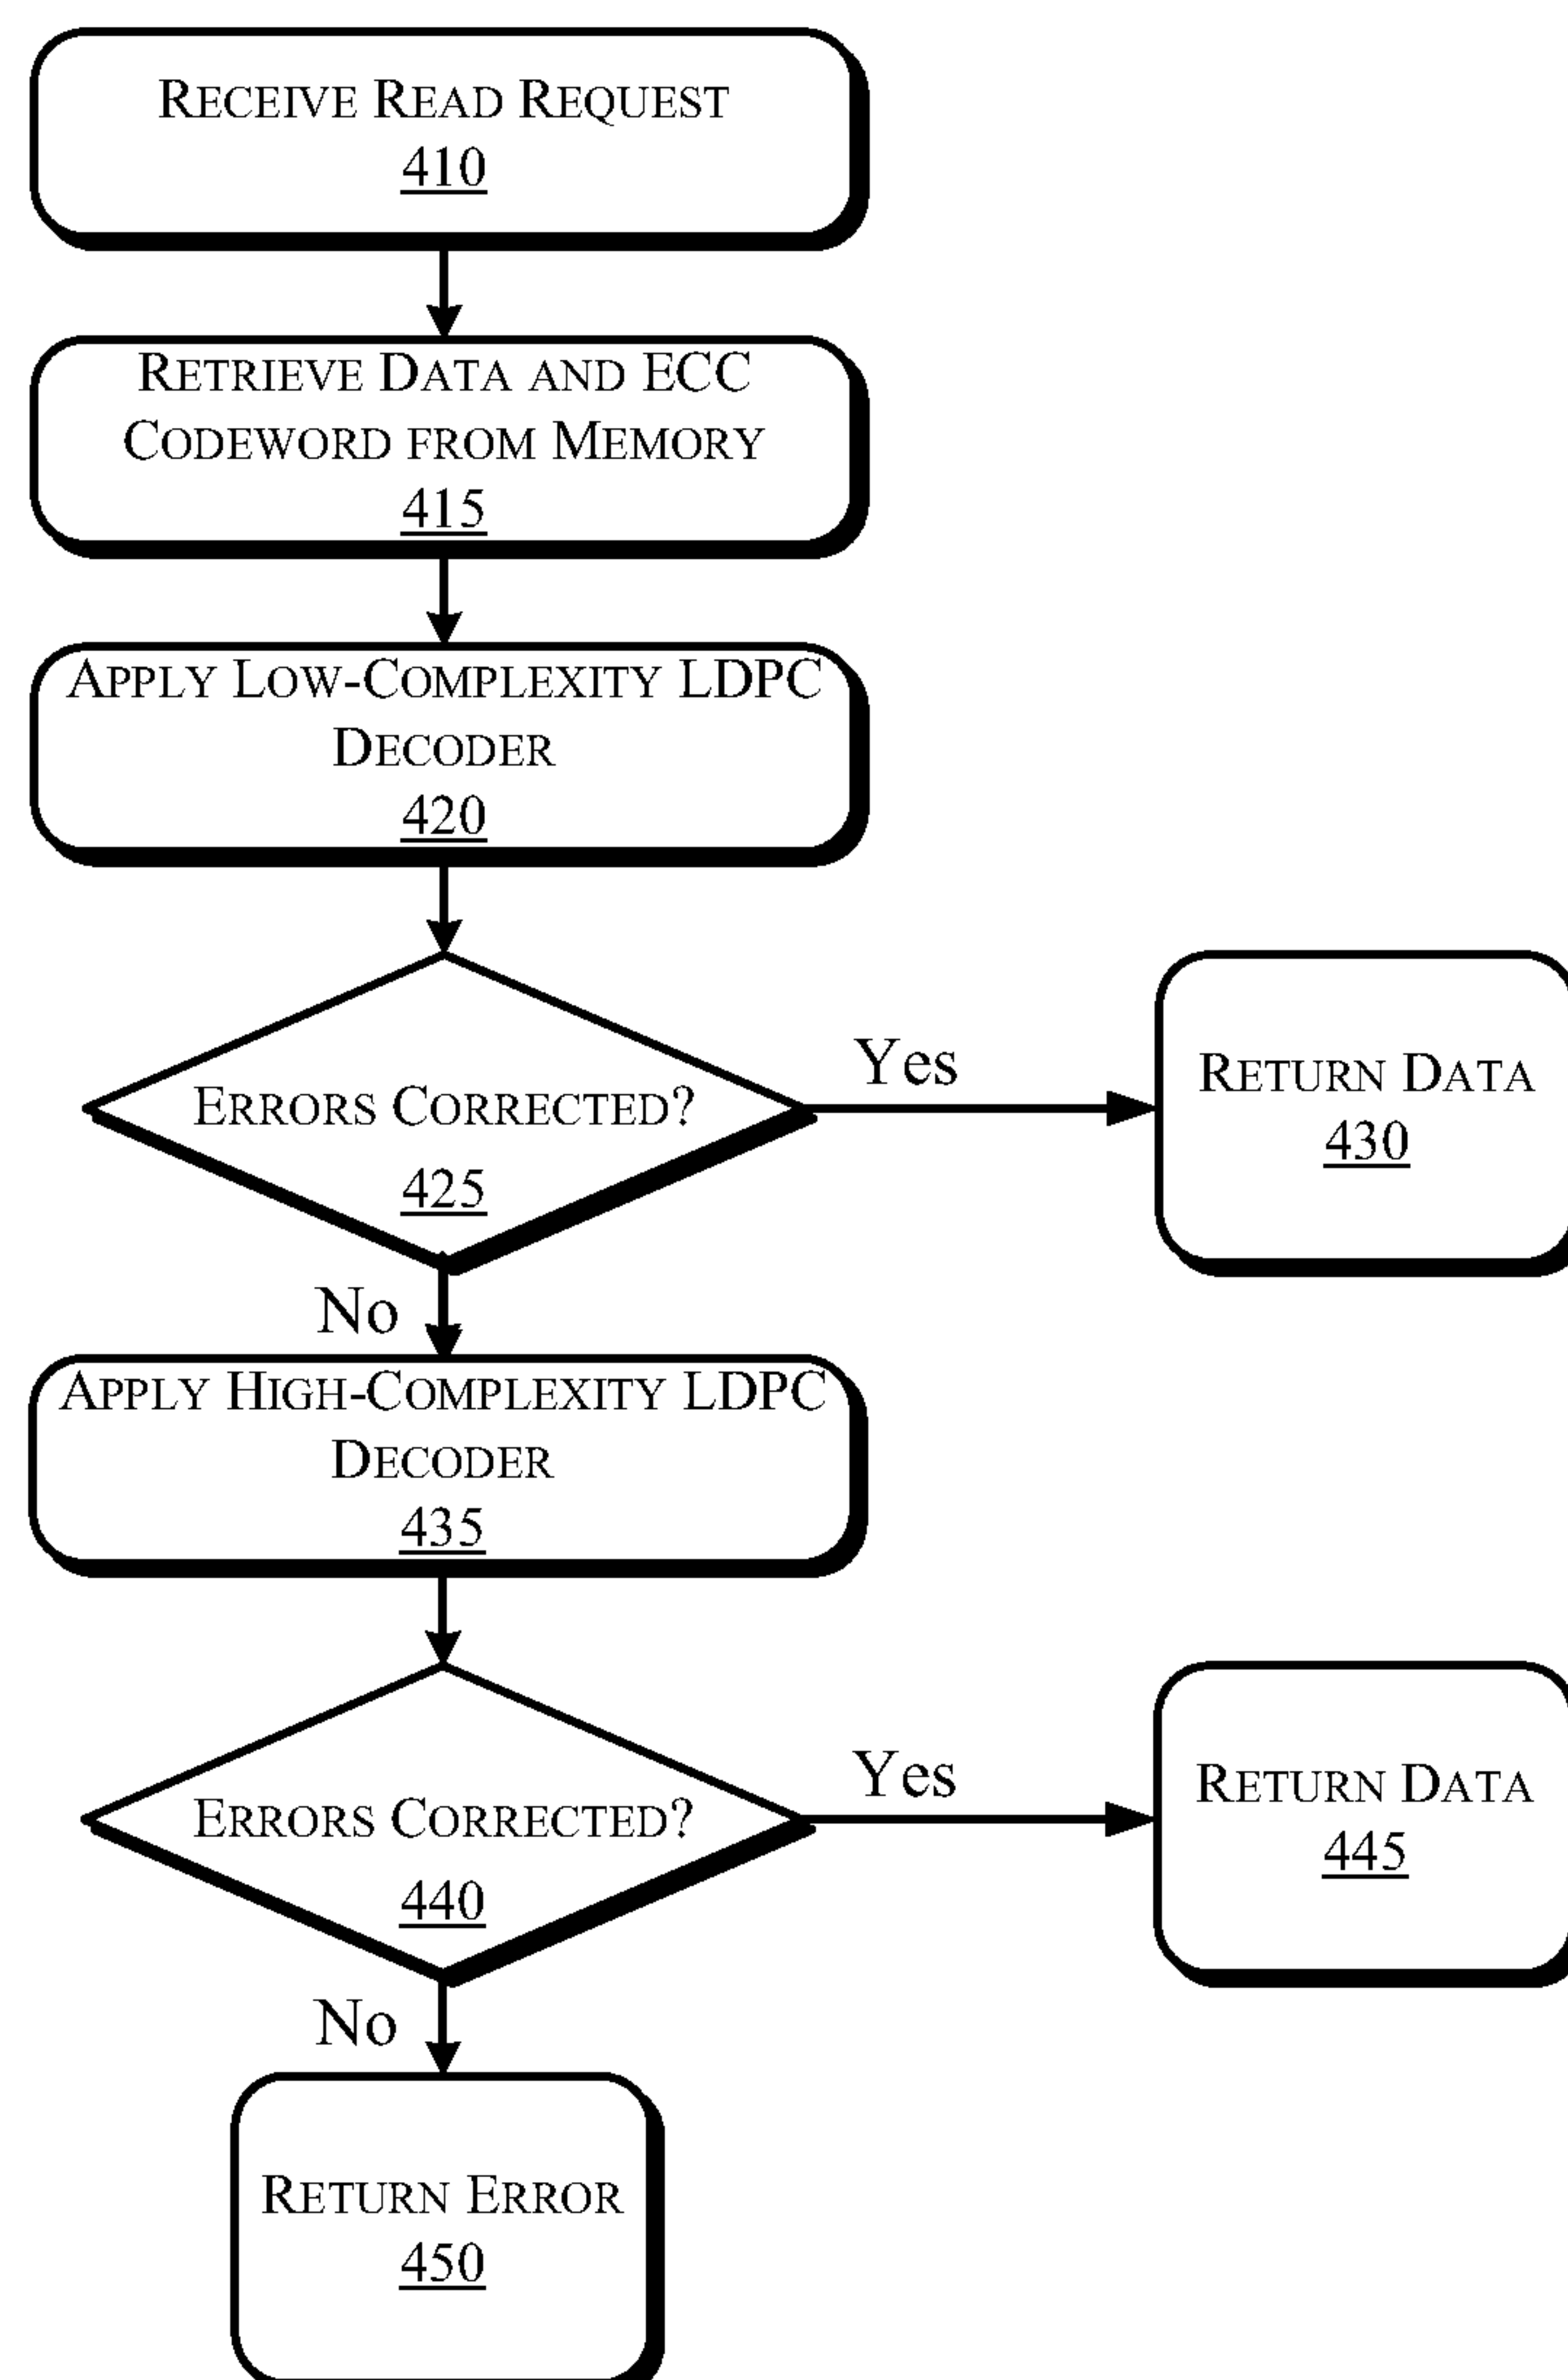 RECEIVE READ REQUEST
410
RETRIEVE DATA AND ECC
CODEWORD FROM MEMORY
415
APPLY LOW-COMPLEXITY LDPC
DECODER
420
ERRORS CORRECTED?
425
Yes
RETURN DATA
430
No
APPLY HIGH-COMPLEXITY LDPC
DECODER
435
ERRORS CORRECTED?
440
Yes
RETURN DATA
445
No
RETURN ERROR
450